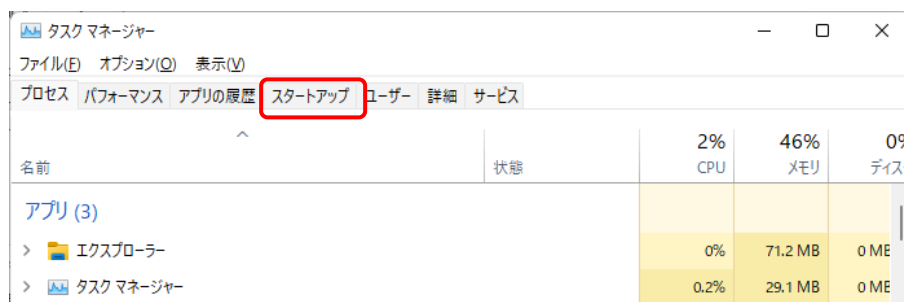 タスク マネージャー
ファイル(F) オプション(O) 表示(V)
プロセス パフォーマンス アプリの履歴 スタートアップ ユーザー 詳細 サービス
2% 46% 0%
名前 状態 CPU メモリ ディス
アプリ (3)
エクスプローラー 0% 71.2 MB 0 MB
タスク マネージャー 0.2% 29.1 MB 0 MB